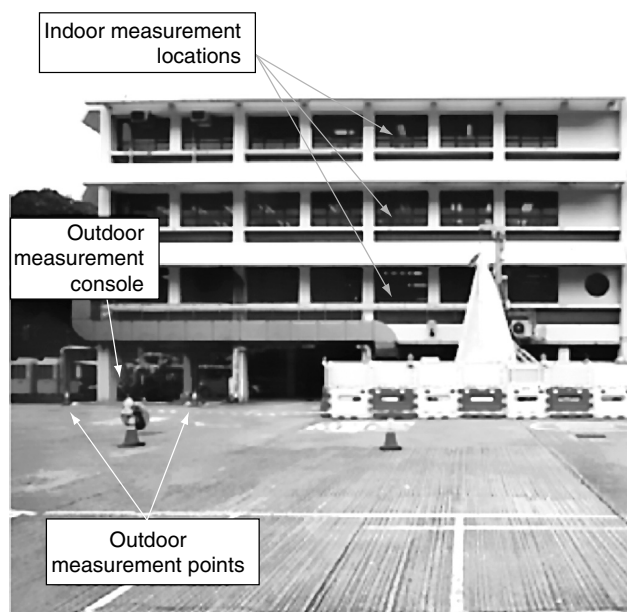 Indoor measurement
locations
Outdoor
measurement
console
Outdoor
measurement points